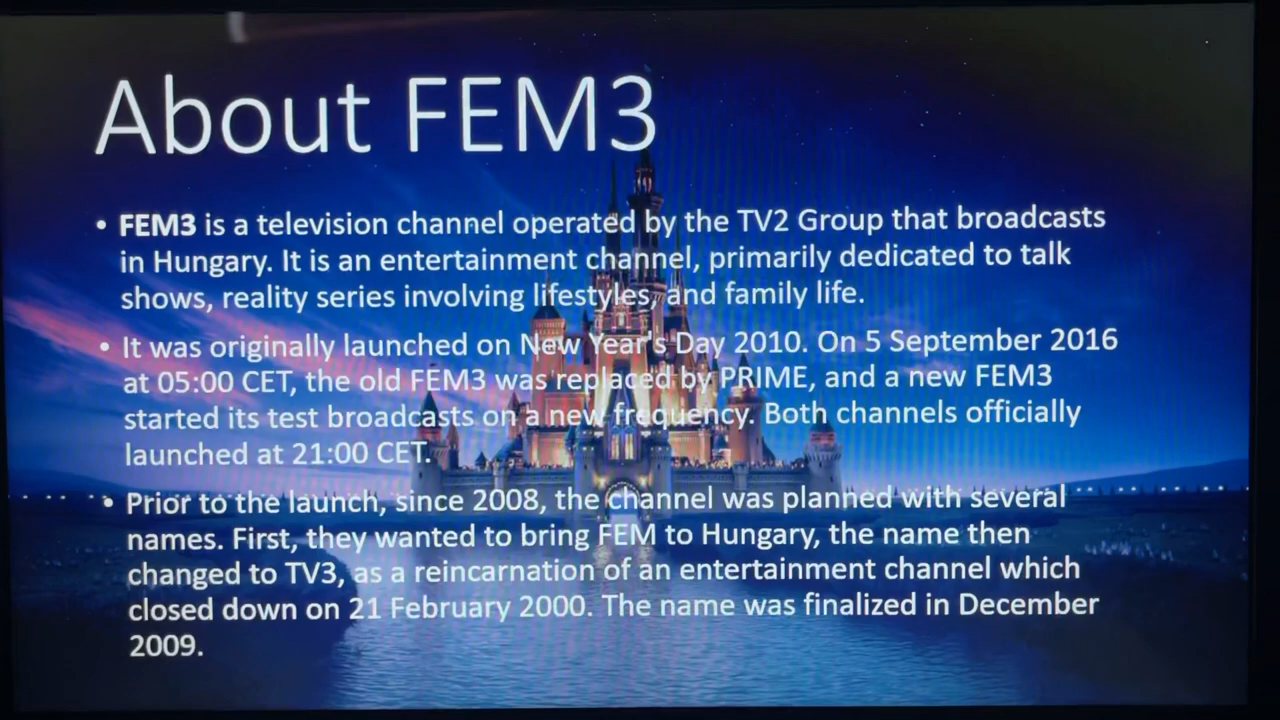 About FEM3
• FEM3 is a television channel operated by the TV2 Group that broadcasts
in Hungary. It is an entertainment channel, primarily dedicated to talk
shows, reality series involving lifestyles, and family life.
• It was originally launched on New Year's Day 2010. On 5 September 2016
at 05:00 CET, the old FEM3 was replaced by PRIME, and a new FEM3
started its test broadcasts on a new frequency. Both channels officially
launched at 21:00 CET.
• Prior to the launch, since 2008, the channel was planned with several
names. First, they wanted to bring FEM to Hungary, the name then
changed to TV3, as a reincarnation of an entertainment channel which
closed down on 21 February 2000. The name was finalized in December
2009.